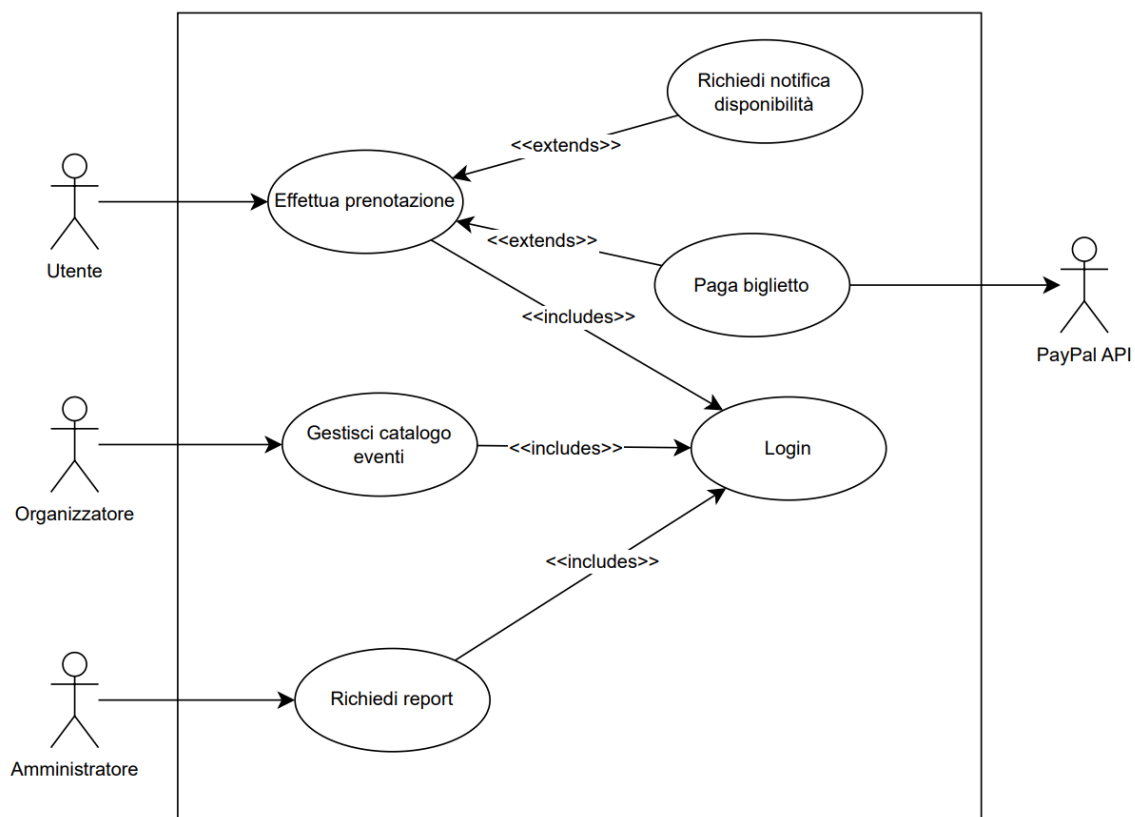 Richiedi notifica
disponibilità
<<extends>>
Effettua prenotazione
<<extends>>
Utente
Paga biglietto
<<includes>>
PayPal API
Gestisci catalogo
eventi
<<includes>>
Login
Organizzatore
<<includes>>
Richiedi report
Amministratore